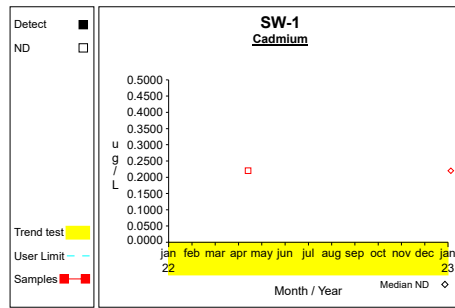 Detect
ND
Trend test
User Limit
Samples
SW-1
Cadmium
ug/L
0.5000
0.4500
0.4000
0.3500
0.3000
0.2500
0.2000
0.1500
0.1000
0.0500
0.0000
jan feb mar apr may jun jul aug sep oct nov dec jan
22 23
Month / Year
Median ND